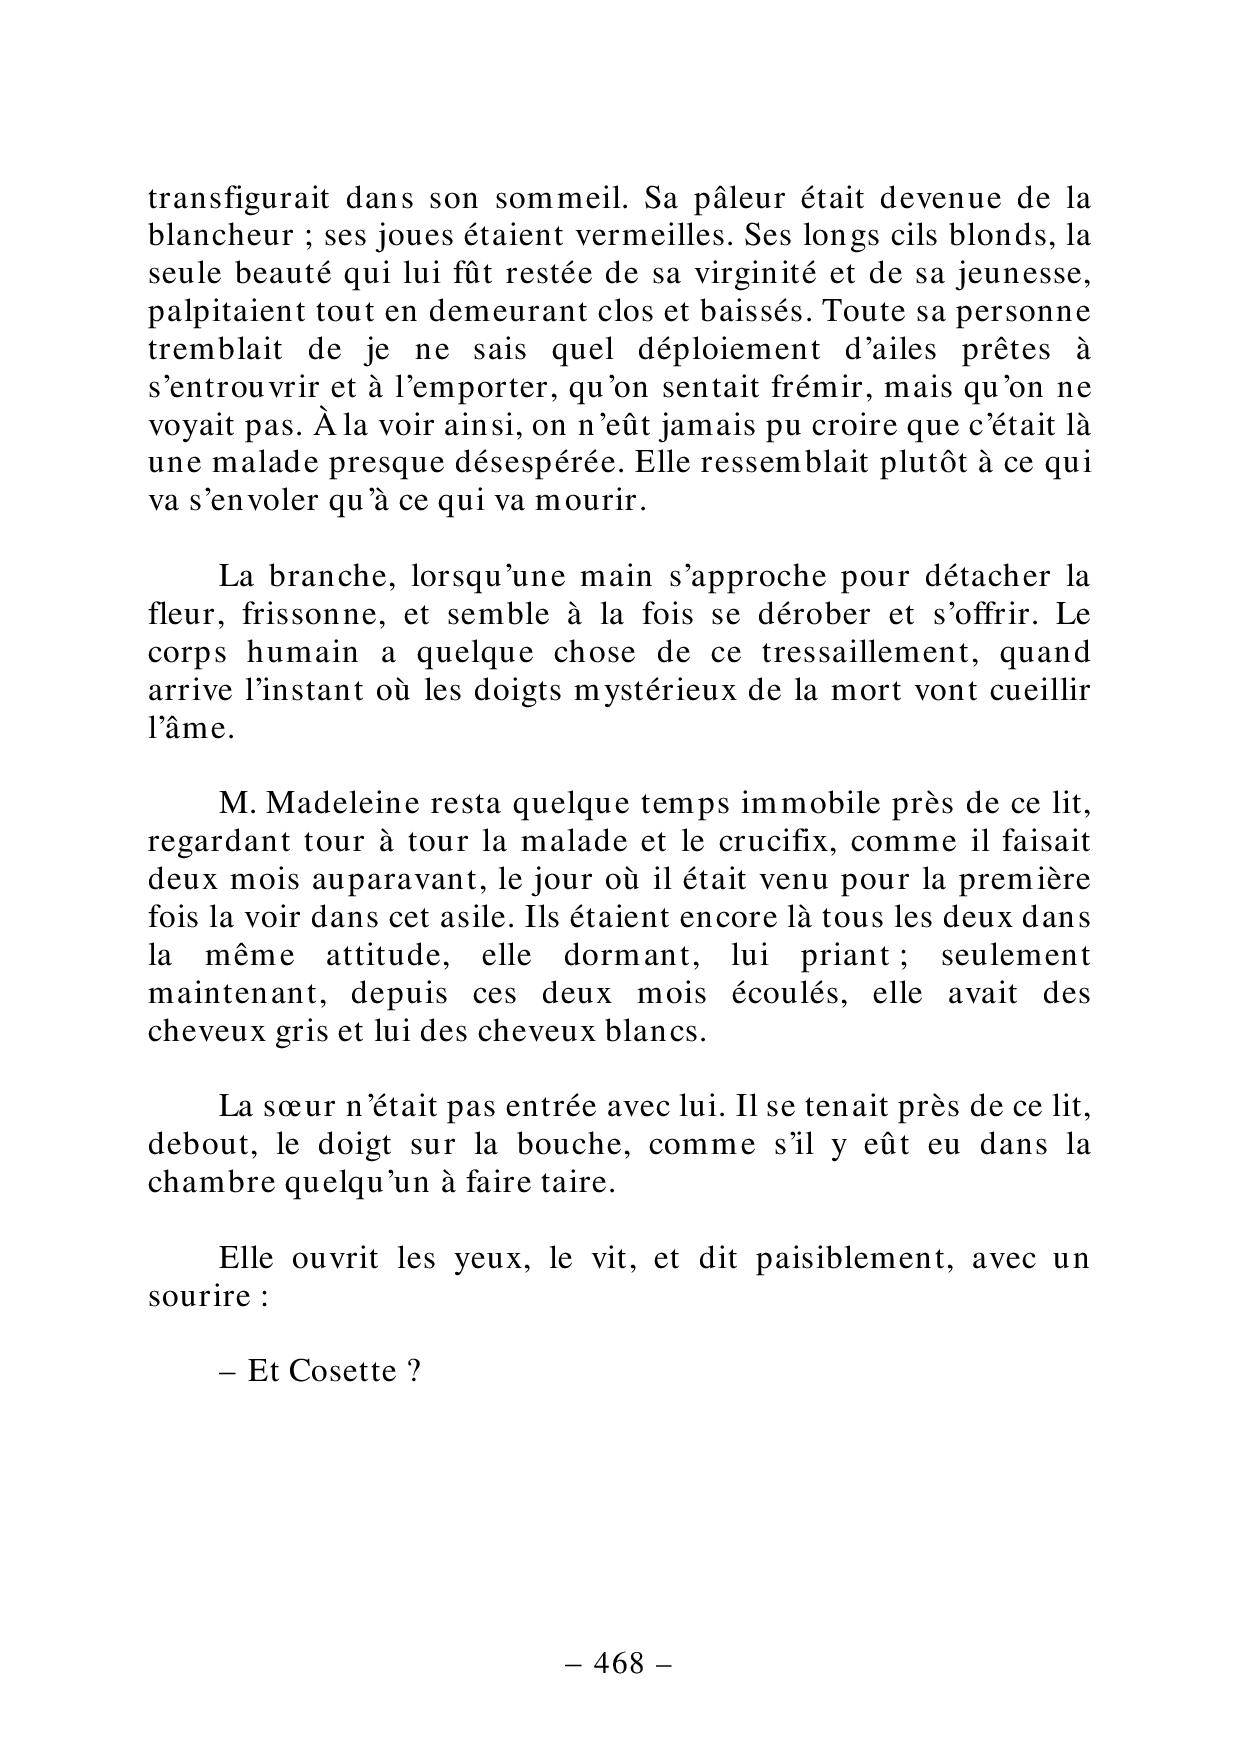 transfigurait dans son sommeil. Sa pâleur était devenue de la
blancheur ; ses joues étaient vermeilles. Ses longs cils blonds, la
seule beauté qui lui fût restée de sa virginité et de sa jeunesse,
palpitaient tout en demeurant clos et baissés. Toute sa personne
tremblait de je ne sais quel déploiement d’ailes prêtes à
s’entrouvrir et à l’emporter, qu’on sentait frémir, mais qu’on ne
voyait pas. À la voir ainsi, on n’eût jamais pu croire que c’était là
une malade presque désespérée. Elle ressemblait plutôt à ce qui
va s’envoler qu’à ce qui va mourir.
La branche, lorsqu’une main s’approche pour détacher la
fleur, frissonne, et semble à la fois se dérober et s’offrir. Le
corps humain a quelque chose de ce tressaillement, quand
arrive l’instant où les doigts mystérieux de la mort vont cueillir
l’âme.
M. Madeleine resta quelque temps immobile près de ce lit,
regardant tour à tour la malade et le crucifix, comme il faisait
deux mois auparavant, le jour où il était venu pour la première
fois la voir dans cet asile. Ils étaient encore là tous les deux dans
la même attitude, elle dormant, lui priant ; seulement
maintenant, depuis ces deux mois écoulés, elle avait des
cheveux gris et lui des cheveux blancs.
La sœur n’était pas entrée avec lui. Il se tenait près de ce lit,
debout, le doigt sur la bouche, comme s’il y eût eu dans la
chambre quelqu’un à faire taire.
Elle ouvrit les yeux, le vit, et dit paisiblement, avec un
sourire :
– Et Cosette ?
– 468 –